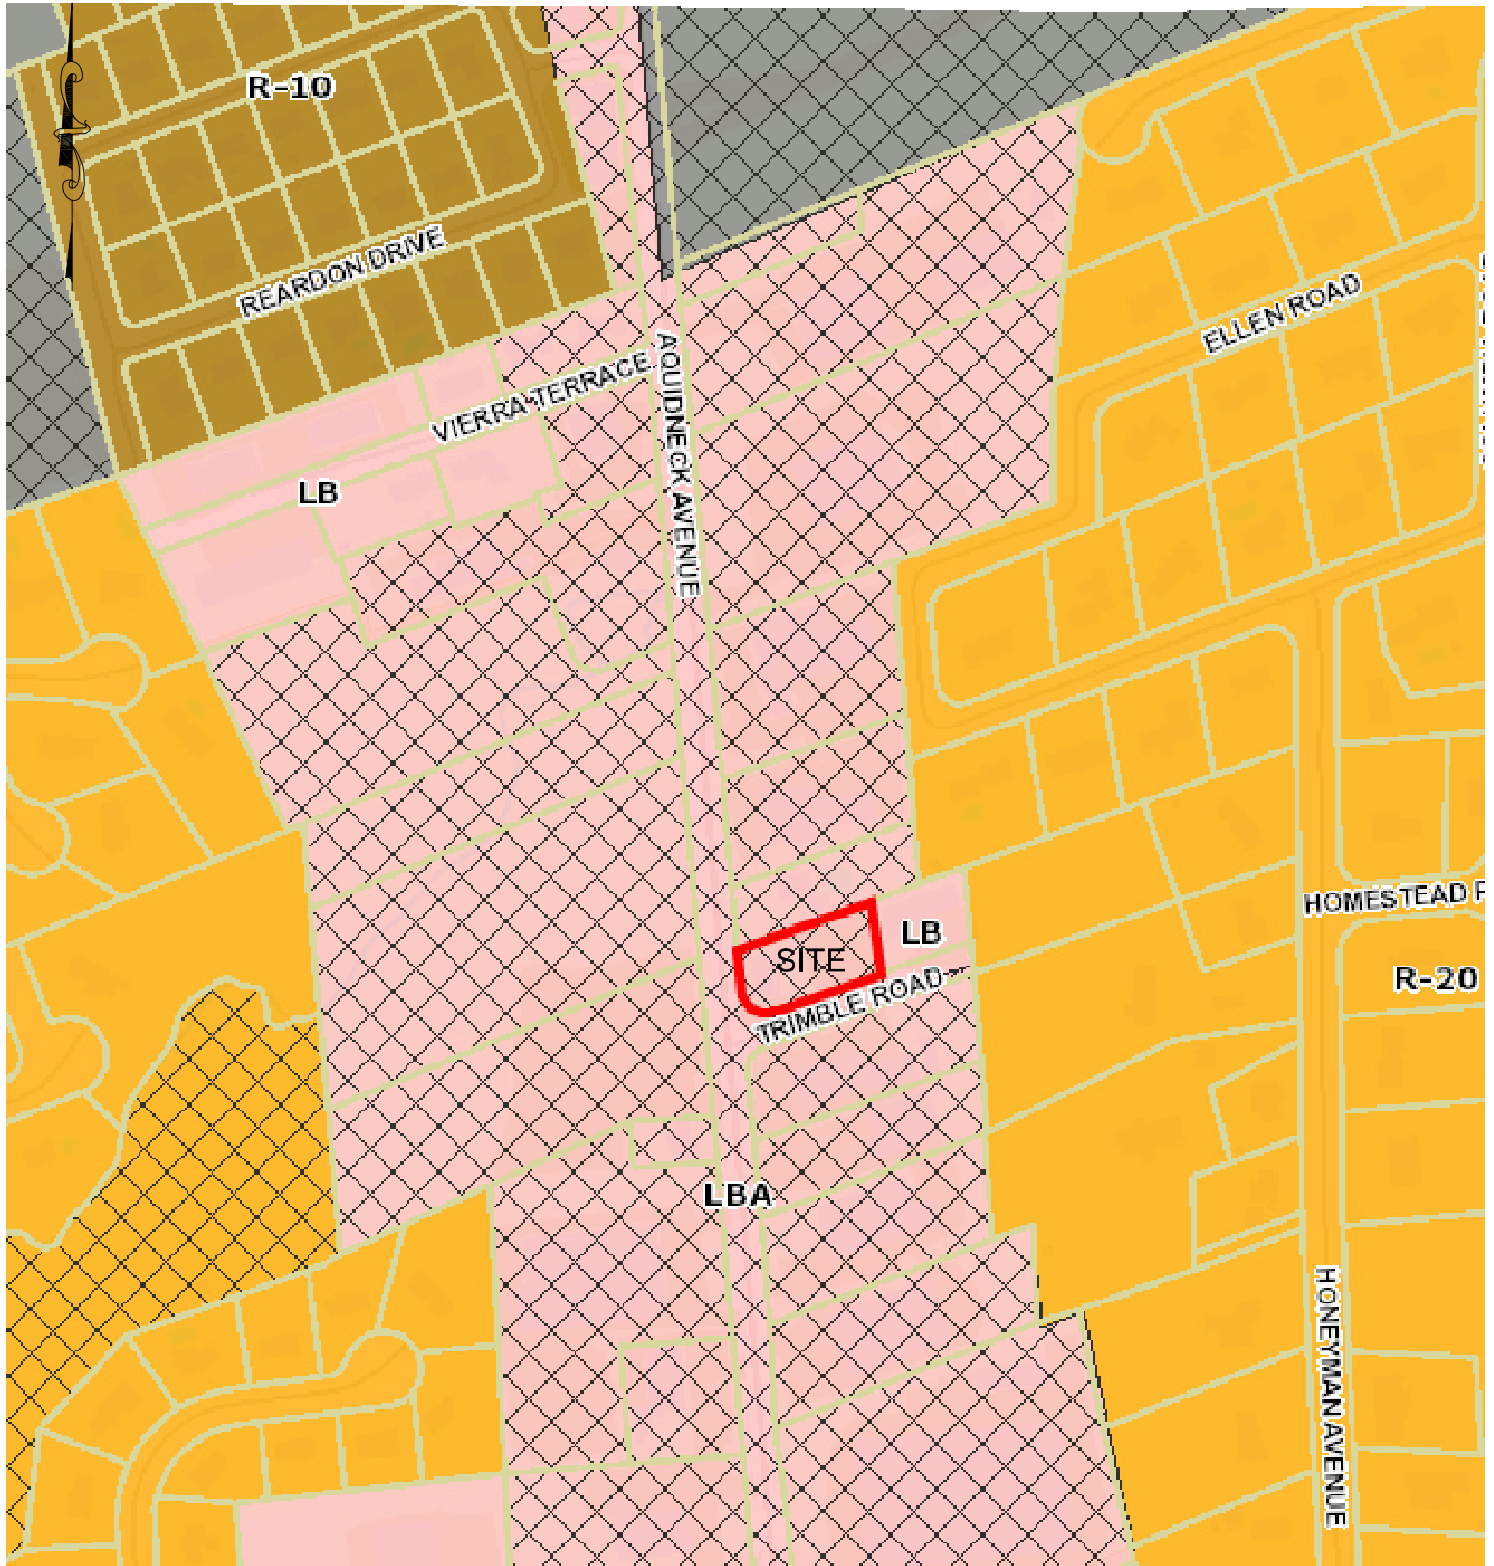 R-10
REARDON DRIVE
ELLEN ROAD
AQUIDNECK AVENUE
VIERRA TERRACE
LB
HOMESTEAD
LB
SITE
R-20
TRIMBLE ROAD
LBA
HONEYMAN AVENUE